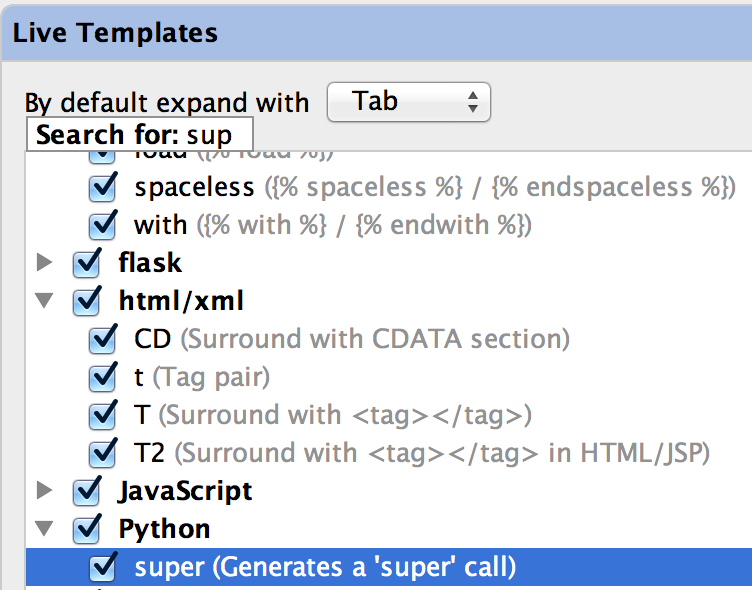 Live Templates
By default expand with Tab
Search for: sup
load ({% load %})
spaceless ({% spaceless %} / {% endspaceless %})
with ({% with %} / {% endwith %})
flask
html/xml
CD (Surround with CDATA section)
t (Tag pair)
T (Surround with <tag></tag>)
T2 (Surround with <tag></tag> in HTML/JSP)
JavaScript
Python
super (Generates a 'super' call)